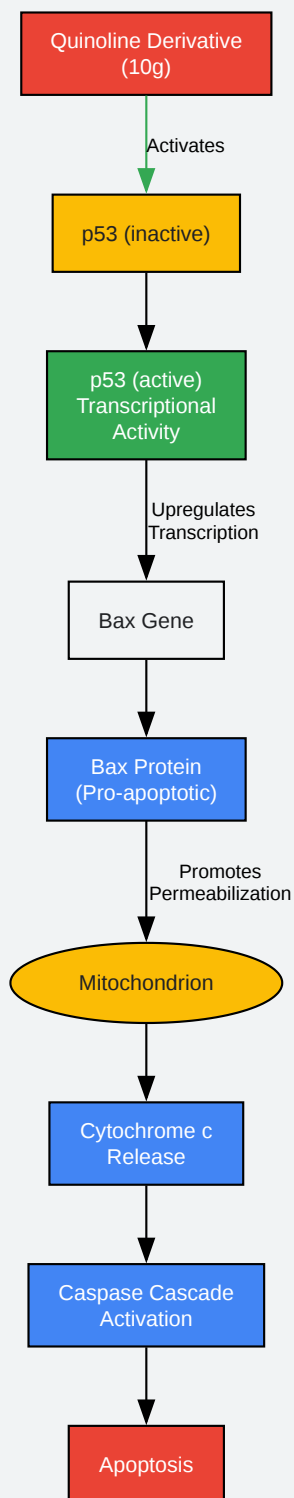 Quinoline Derivative
(10g)
Activates
p53 (inactive)
p53 (active)
Transcriptional
Activity
Upregulates
Transcription
Bax Gene
Bax Protein
(Pro-apoptotic)
Promotes
Permeabilization
Mitochondrion
Cytochrome c
Release
Caspase Cascade
Activation
Apoptosis